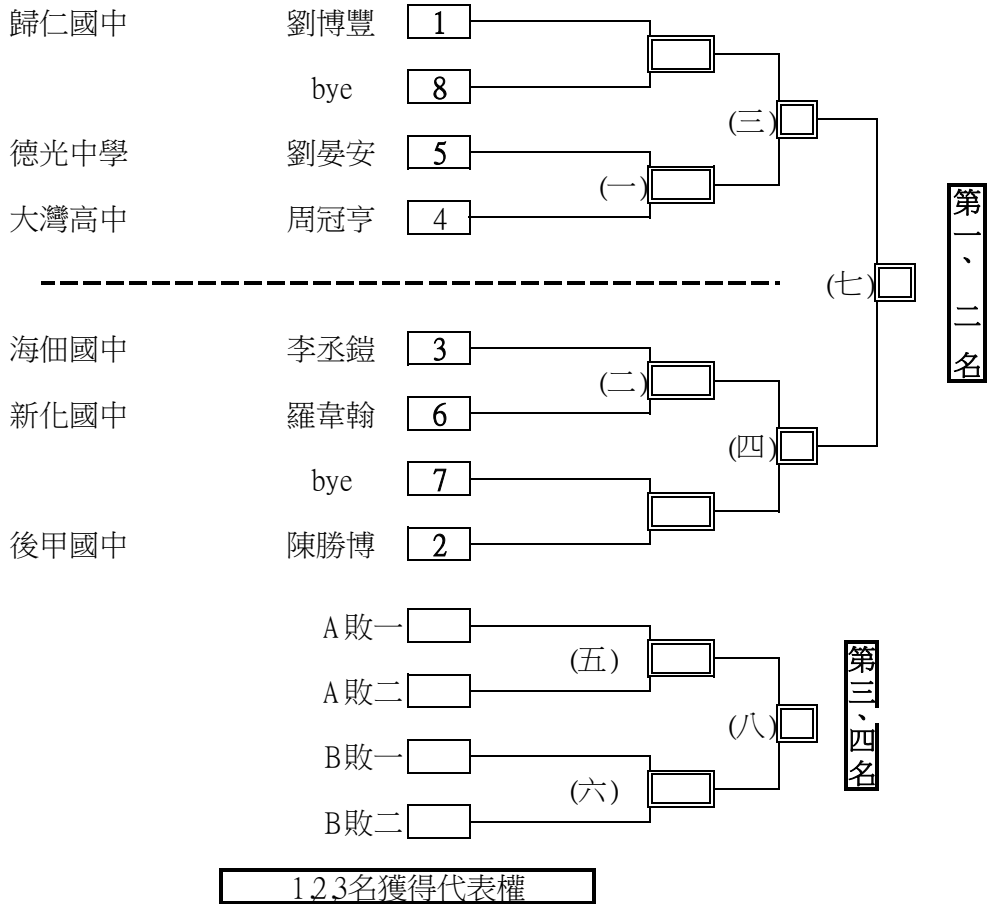 歸仁國中 劉博豐 1
bye 8
(三)
德光中學 劉晏安 5
(一)
大灣高中 周冠亨 4
第一、二名
(七)
海佃國中 李丞鎧 3
(二)
新化國中 羅韋翰 6
(四)
bye 7
後甲國中 陳勝博 2
A敗一
(五)
A敗二
第三、四名
(八)
B敗一
(六)
B敗二
1,2,3名獲得代表權